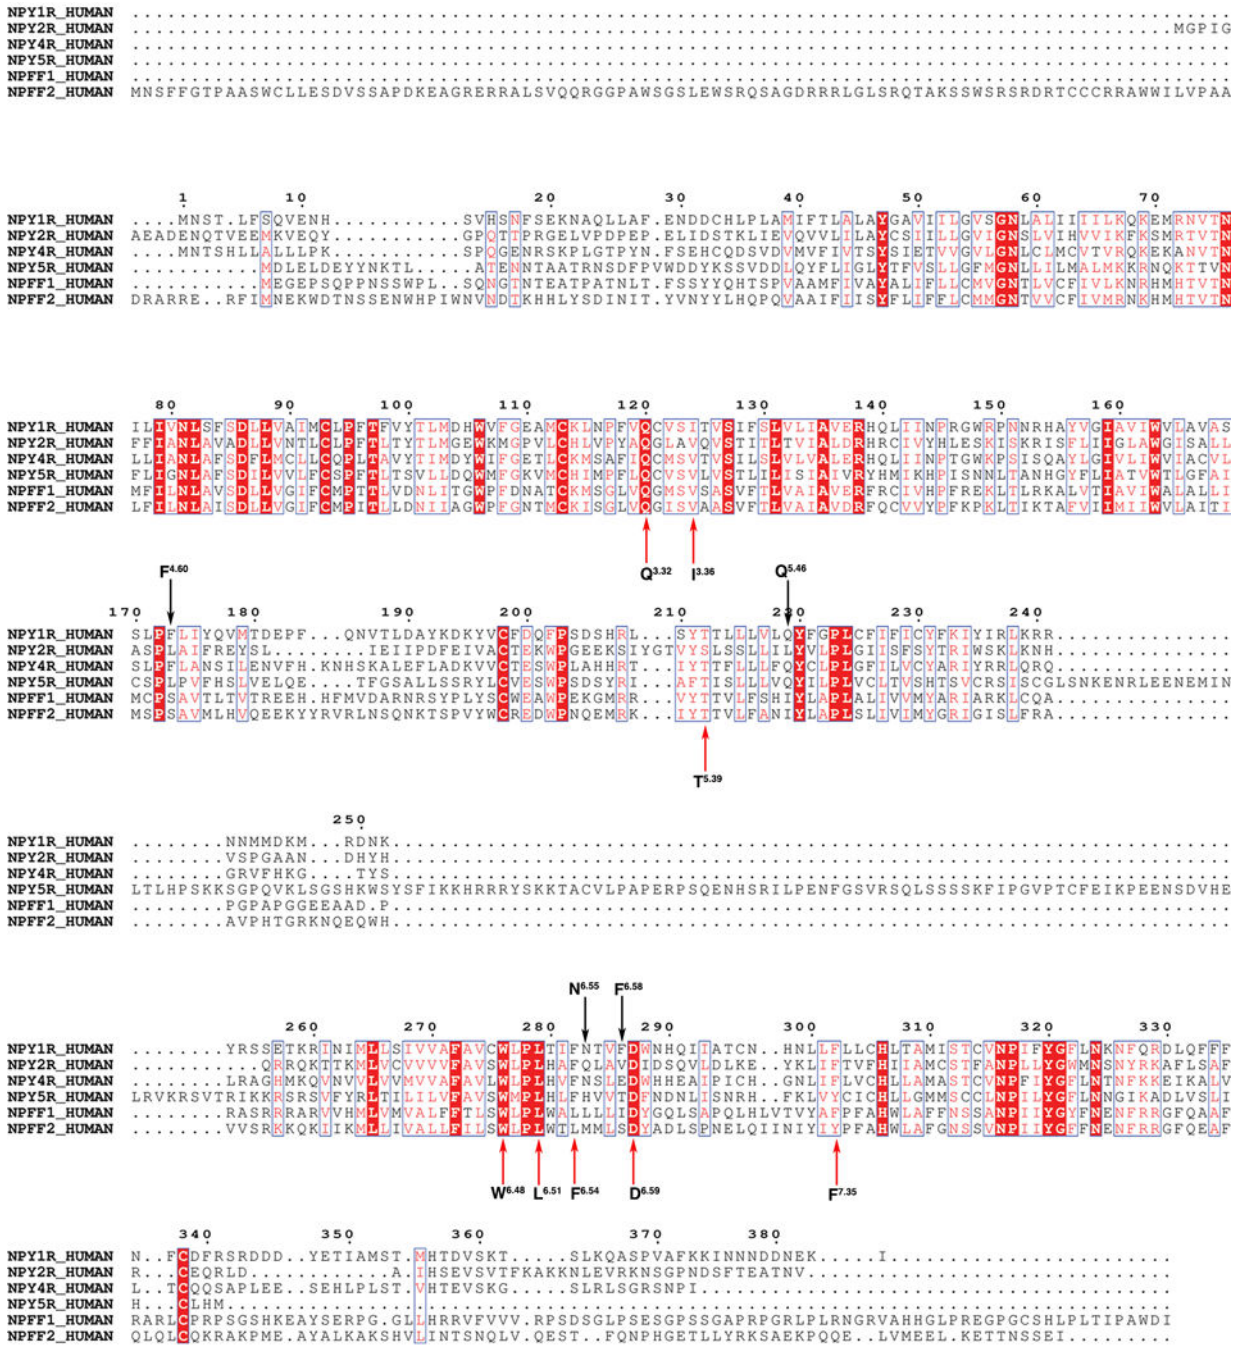 NPY1R_HUMAN ............................................................................................
NPY2R_HUMAN .......................................................................................MGPIG
NPY4R_HUMAN ............................................................................................
NPY5R_HUMAN ............................................................................................
NPFF1_HUMAN ............................................................................................
NPFF2_HUMAN MNSFFGTPAASWCLLESDVSSAPDKEAGRERRALSVQQRGGPAWSGSLEWSRQSAGDRRRLGLSRQTAKSSWSRSRDRTCCCRRAWWILVPAA
1 10 20 30 40 50 60 70
NPY1R_HUMAN ....MNST.LFSQVENH...........SVHSNFSEKNAQLLAF.ENDDCHLPLAMIFTLALAYGAVIILGVSGNLALIIIILKQKEMRNVTN
NPY2R_HUMAN AEADENQTVEEMKVEQY...........GPQTTPRGELVPDPEP.ELIDSTKLIEVQVVLILAYCSIILLGVIGNSLVIHVVIKFKSMRTVTN
NPY4R_HUMAN ....MNTSHLLALLLPK...........SPQGENRSKPLGTPYN.FSEHCQDSVDVMVFIVTSYSIETVVGVLGNLCLMCVTVRQKEKANVTN
NPY5R_HUMAN ...........MDLELDEYYNKTL....ATENNTAATRNSDFPVWDDYKSSVDDLQYFLIGLYTFVSLLGFMGNLLILMALMKKRNQKTTVN
NPFF1_HUMAN ...........MEGEPSQPPNSSWPL..SQNGTNTEATPATNLT.FSSYYQHTSPVAAMFIVAYALIFLLCMVGNTLVCFIVLKNRHMHTVTN
NPFF2_HUMAN DRARRE..RFIMNEKWDTNSSENWHPIWNVNDTKHHLYSDINIT.YVNYYLHQPQVAAIFIISYFLIFFLCMMGNTVVCFIVMRNKHMHTVTN
80 90 100 110 120 130 140 150 160
NPY1R_HUMAN ILIVNLSFSDLLVAIMCLPFTFVYTLMDHWVFGEAMCKLNPFVQCVSITVSIFSLVLIAVERHQLIINPRGWRPNNRHAYVGIAVIWVLAVAS
NPY2R_HUMAN FFIANLAVADLLVNTLCLPFTLTYTLMGEWKMGPVLCHLVPYAQGLAVQVSTITLTVIALDRHRCIVYHLESKISKRISFLIIGLAWGISALL
NPY4R_HUMAN LLIANLAFSDFLMCLLCQPLTAVYTIMDYWIFGETLCKMSAFIQCMSVTVSILSLVLVALERHQLIINPTGWKPSISQAYLGIVLIWVIACVL
NPY5R_HUMAN FLIGNLAFSDILVVLFCSPFTLTSVLLDQWMFGKVMCHIMPFLQCVSVLVSTLILISIAIVRYHMIKHPISNNLTANHGYFLIATVWTLGFAI
NPFF1_HUMAN MFILNLAVSDLLVGIFCMPTTLVDNLITGWPFDNATCKMSGLVQGMSVSASVFTLVAIAVERFRCIVHPFREKLTLRKALVTIAVIWALALLI
NPFF2_HUMAN LFILNLAISDLLVGIFCMPITLLDNIIAGWPFGNTMCKISGLVQGISVAASVFTLVAIAVDRFQCVVYPFKPKLTIKTAFVIIMIIWVLAITI
Q3.32 I3.36
F4.60 Q5.46
170 180 190 200 210 220 230 240
NPY1R_HUMAN SLPFLIYQVMTDEPF...QNVTLDAYKDKYVCFDQFPSDSHRL...SYTTLLLVLQYFGPLCFIFICYFKIYIRLKRR...............
NPY2R_HUMAN ASPLAIFREYSL......IEIIPDFEIVACTEKWPGEEKSIYGTVYSLSSLLILYVLPLGIISFSYTRIWSKLKNH...............
NPY4R_HUMAN SLPFLANSILENVFH.KNHSKALEFLADKVVCTESWPLAHHRT...IYTTFLLLFQYCLPLGFILVCYARIYRRLQRQ...............
NPY5R_HUMAN CSPLPVFHSLVELQE....TFGSALLSSRYLCVESWPSDSYRI...AFTISLLLVQYILPLVCLTVSHTSVCRSISCGLSNKENRLEENEMIN
NPFF1_HUMAN MCPSAVTLTVTREEHH.HFMVDARNRSYPLYSCWEAWPEKGMRR...VYTTVLFSHIYLAPLALIVVMYARIARKLCQA...............
NPFF2_HUMAN MSPSAVMLHVQEEKYYRVRLNSQNKTSPVYWCREDWPNQEMRK...IYTTVLFANIYLAPLSLIVIMYGRIGISLFRA...............
T5.39
250
NPY1R_HUMAN ........NNMMDKM...RDNK.......................................................................
NPY2R_HUMAN ........VSPGAAN...DHYH.......................................................................
NPY4R_HUMAN ........GRVFHKG....TYS.......................................................................
NPY5R_HUMAN LTLHPSKKSGPQVKLSGSHKWSYSFIKKHRRRYSKKTACVLPAPERPSQENHSRILPENFGSVRSQLSSSSKFIPGVPTCFEIKPEENSDVHE
NPFF1_HUMAN ........PGPAPGGEEAAD.P.......................................................................
NPFF2_HUMAN ........AVPHTGRKNQEQWH.......................................................................
N6.55 F6.58
260 270 280 290 300 310 320 330
NPY1R_HUMAN ........YRSSETKRINIMLLSIVVAFAVCWLPLTIFNTVFDWNHQIIATCN..HNLLFLLCHLTAMISTCVNPIFYGFLNKNFQRDLQFFF
NPY2R_HUMAN ..........QRRQKTTKMLVCVVVVFAVSWLPLHAFQLAVDIDSQVLDLKE..YKLIFTVFHIIAMCSTFANPLLYGWMNSNYRKAFLSAF
NPY4R_HUMAN ........LRAGHMKQVNVVLVVMVVAFAVLWLPLHVFNSLEDWHHEAIPICH..GNLIFLVCHLLAMASTCVNPFIYGFLNTNFKKEIKALV
NPY5R_HUMAN LRVKRSVTRIKKRSRSVFYRLTILILVFAVSWMPLHLFHVVTDFNDNLISNRH..FKLVYCICHLLGMMSCCLNPILYGFLNNGIKADLVSLI
NPFF1_HUMAN .........RASRRRARVVHMLVMVALFFTLSWLPLWALLLLIDYGQLSAPQLHLVTVYAFPFAHWLAFFNSSANPIIYGYFNENFRRGFQAAF
NPFF2_HUMAN .........VVSRKKQKIIKMLLIVALLFILSWLPLWTLMMLSDYADLSPNELQIINIYIYPFAHWLAFGNSSVNPIIYGFFNENFRRGFQEAF
W6.48 L6.51 F6.54 D6.59 F7.35
340 350 360 370 380
NPY1R_HUMAN N..FCDFRSRDDD..YETIAMST.MHTDVSKT.....SLKQASPVAFKKINNNDDNEK......I........................
NPY2R_HUMAN R...CEQRLD............A.IHSEVSVTFKAKKNLEVRKNSGPNDSFTEATNV...............................
NPY4R_HUMAN L..TCQQSAPLEE..SEHLPLST.VHTEVSKG.....SLRLSGRSNPI........................................
NPY5R_HUMAN H...CLHM................................................................................
NPFF1_HUMAN RARLCPRPSGSHKEAYSERPG.GLLHRRVFVVV.RPSDSGLPSESGPSSGAPRPGRLPLRNGRVAHHGLPREGPGCSHLPLTIPAWDI
NPFF2_HUMAN QLQLCQKRAKPME.AYALKAKSHVLINTSNQLV.QEST..FQNPHGETLLYRKSAEKPQQE..LVMEEL.KETTNSSEI.........